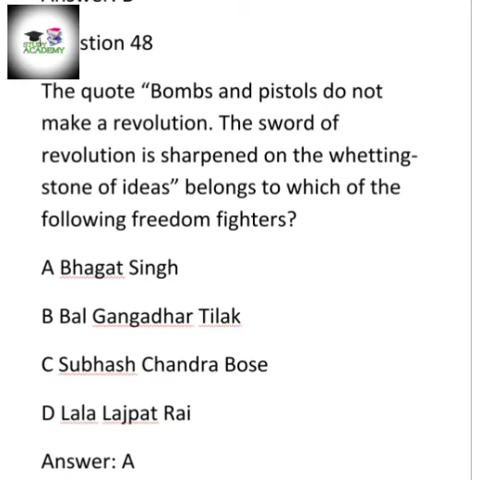 stion 48
STUDY
ACADEMY
The quote “Bombs and pistols do not
make a revolution. The sword of
revolution is sharpened on the whetting-
stone of ideas” belongs to which of the
following freedom fighters?
A Bhagat Singh
B Bal Gangadhar Tilak
C Subhash Chandra Bose
D Lala Lajpat Rai
Answer: A